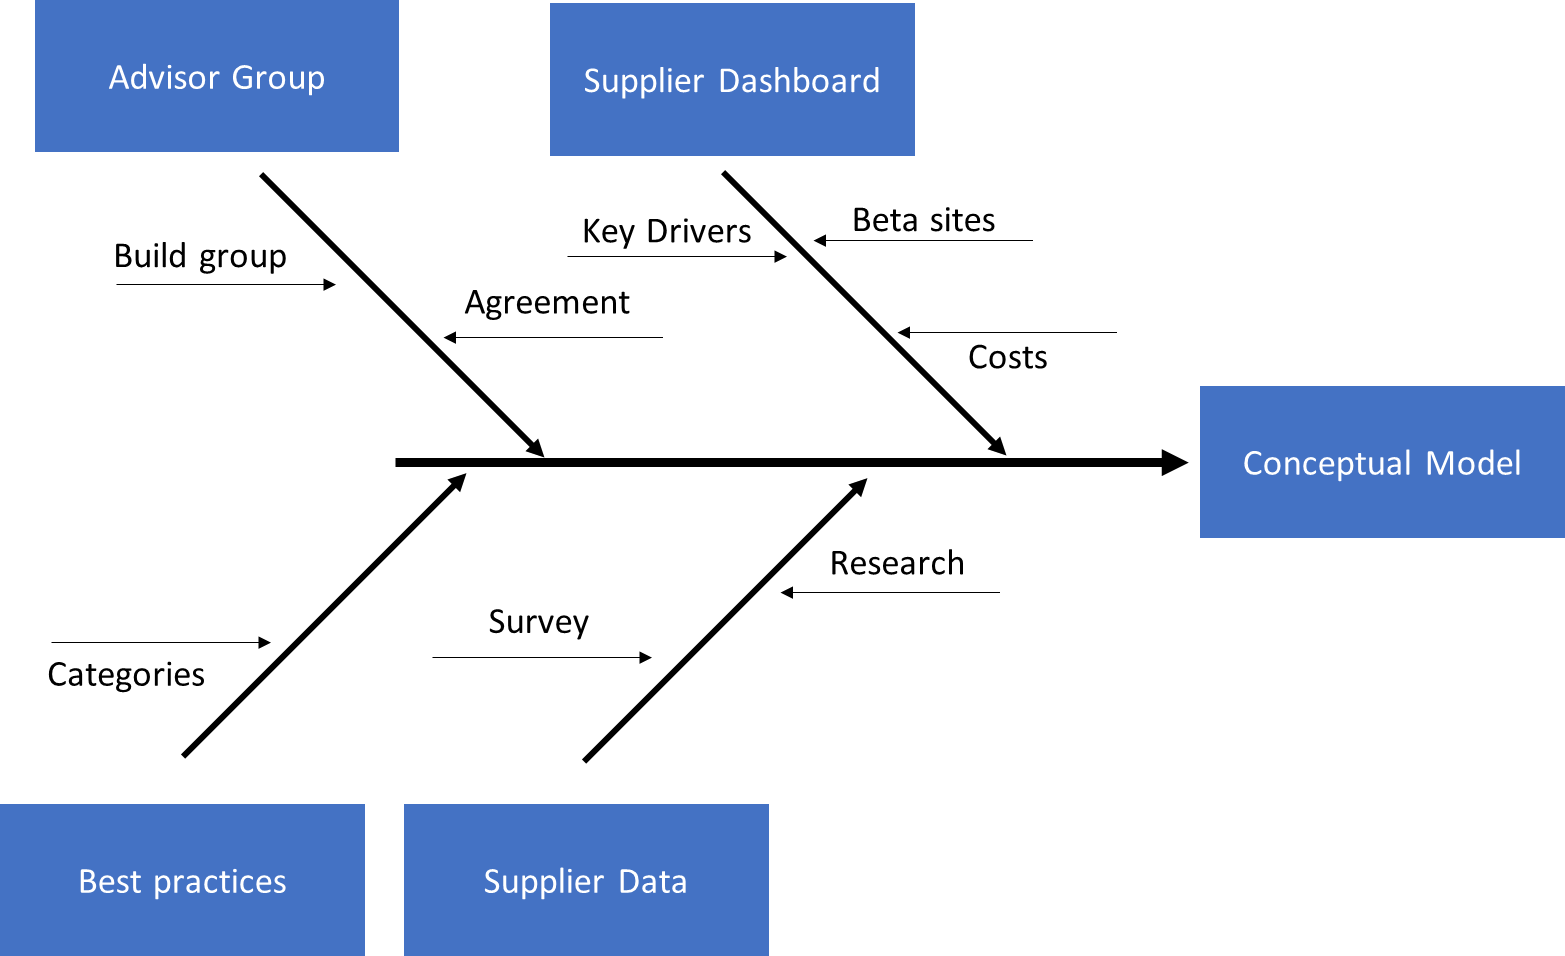 Advisor Group
Supplier Dashboard
Beta sites
Key Drivers
Build group
Agreement
Costs
Conceptual Model
Research
Survey
Categories
Best practices
Supplier Data